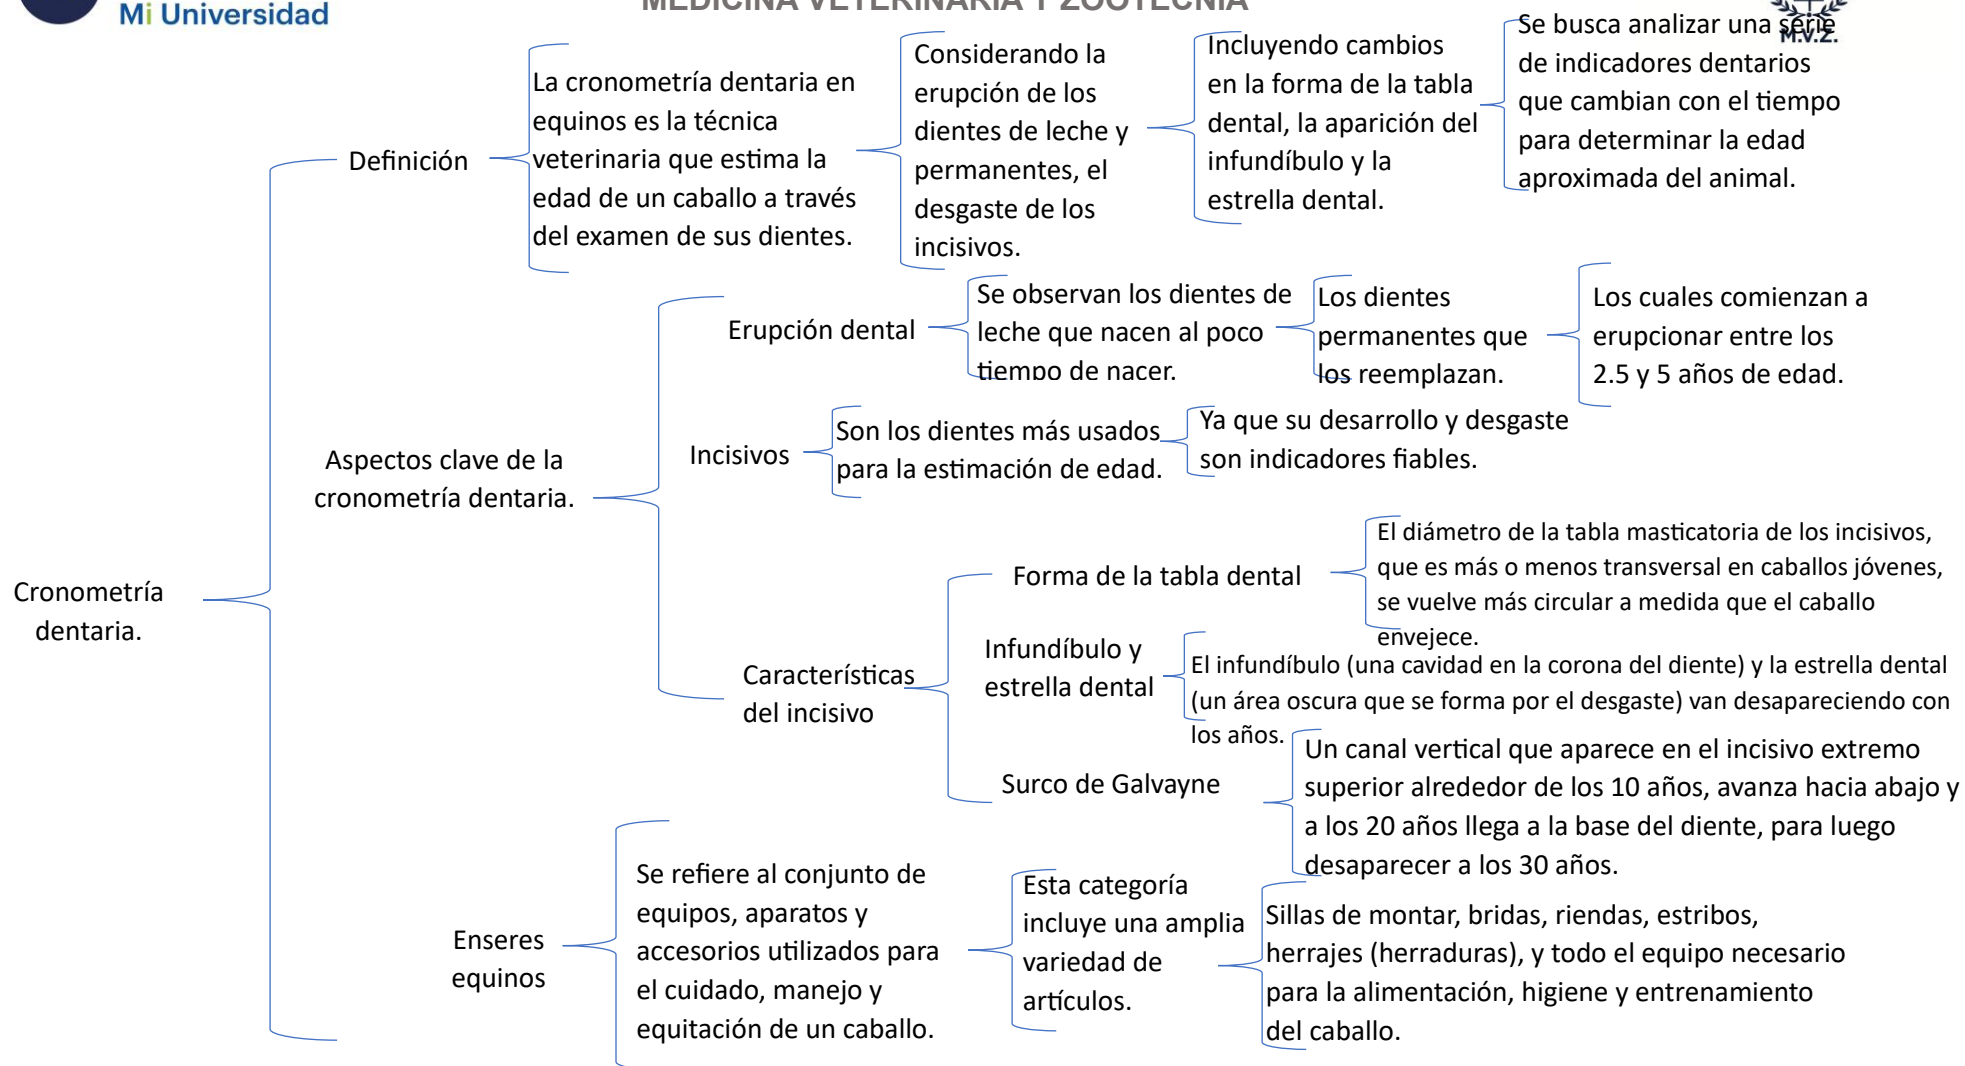 Mi Universidad
MEDICINA VETERINARIA Y ZOOTECNIA
M.V.Z.
Cronometría
dentaria.
Definición
La cronometría dentaria en
equinos es la técnica
veterinaria que estima la
edad de un caballo a través
del examen de sus dientes.
Considerando la
erupción de los
dientes de leche y
permanentes, el
desgaste de los
incisivos.
Incluyendo cambios
en la forma de la tabla
dental, la aparición del
infundíbulo y la
estrella dental.
Se busca analizar una serie
de indicadores dentarios
que cambian con el tiempo
para determinar la edad
aproximada del animal.
Aspectos clave de la
cronometría dentaria.
Erupción dental
Se observan los dientes de
leche que nacen al poco
tiempo de nacer.
Los dientes
permanentes que
los reemplazan.
Los cuales comienzan a
erupcionar entre los
2.5 y 5 años de edad.
Incisivos
Son los dientes más usados
para la estimación de edad.
Ya que su desarrollo y desgaste
son indicadores fiables.
Características
del incisivo
Forma de la tabla dental
El diámetro de la tabla masticatoria de los incisivos,
que es más o menos transversal en caballos jóvenes,
se vuelve más circular a medida que el caballo
envejece.
Infundíbulo y
estrella dental
El infundíbulo (una cavidad en la corona del diente) y la estrella dental
(un área oscura que se forma por el desgaste) van desapareciendo con
los años.
Surco de Galvayne
Un canal vertical que aparece en el incisivo extremo
superior alrededor de los 10 años, avanza hacia abajo y
a los 20 años llega a la base del diente, para luego
desaparecer a los 30 años.
Enseres
equinos
Se refiere al conjunto de
equipos, aparatos y
accesorios utilizados para
el cuidado, manejo y
equitación de un caballo.
Esta categoría
incluye una amplia
variedad de
artículos.
Sillas de montar, bridas, riendas, estribos,
herrajes (herraduras), y todo el equipo necesario
para la alimentación, higiene y entrenamiento
del caballo.